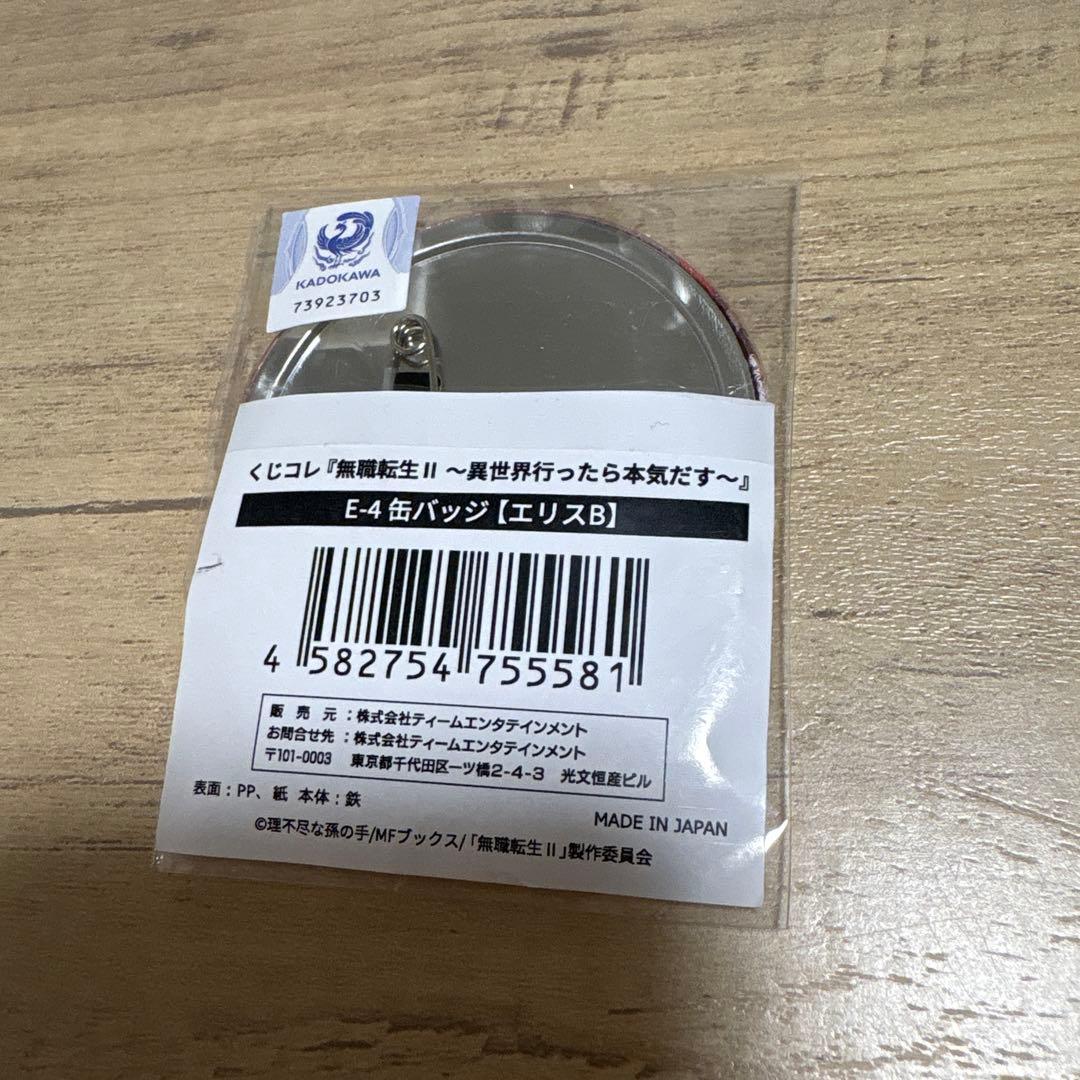 KADOKAWA
73923703
くじコレ『無職転生Ⅱ ～異世界行ったら本気だす～』
E-4 缶バッジ【エリスB】
4 582754 755581
販売元：株式会社ティームエンタテインメント
お問合せ先：株式会社ティームエンタテインメント
〒101-0003 東京都千代田区一ツ橋2-4-3 光文恒産ビル
表面：PP、紙 本体：鉄
MADE IN JAPAN
©理不尽な孫の手/MFブックス/「無職転生Ⅱ」製作委員会